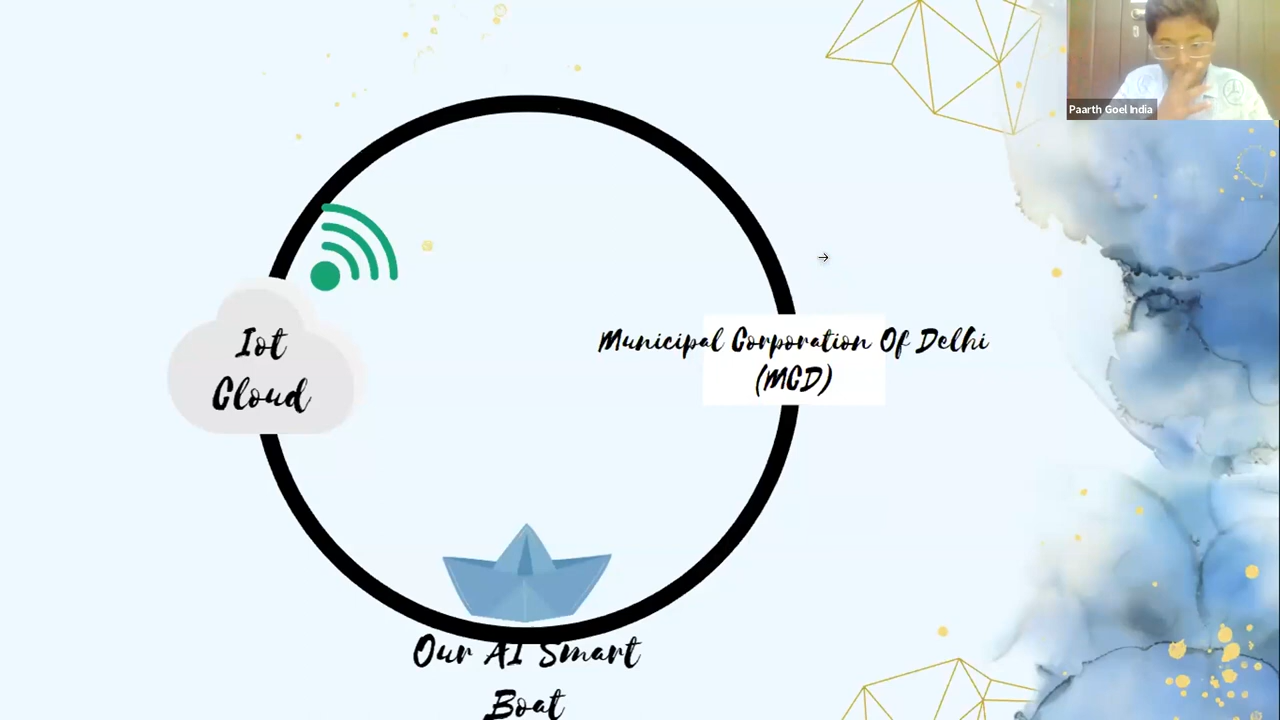 Paarth Goel India
Iot
Cloud
Municipal Corporation Of Delhi
(MCD)
Our AI Smart
Boat